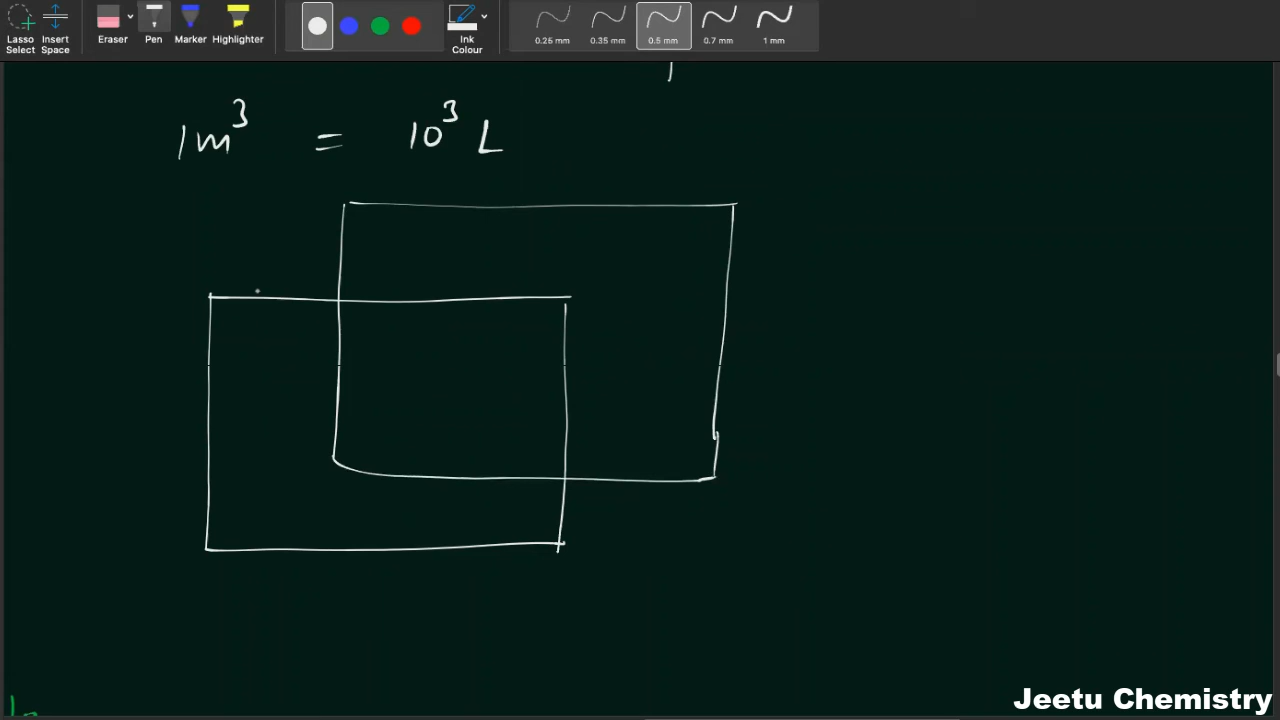 Lasso Select
Insert Space
Eraser
Pen
Marker
Highlighter
Ink Colour
0.25 mm
0.35 mm
0.5 mm
0.7 mm
1 mm
1m³ = 10³ L
Jeetu Chemistry